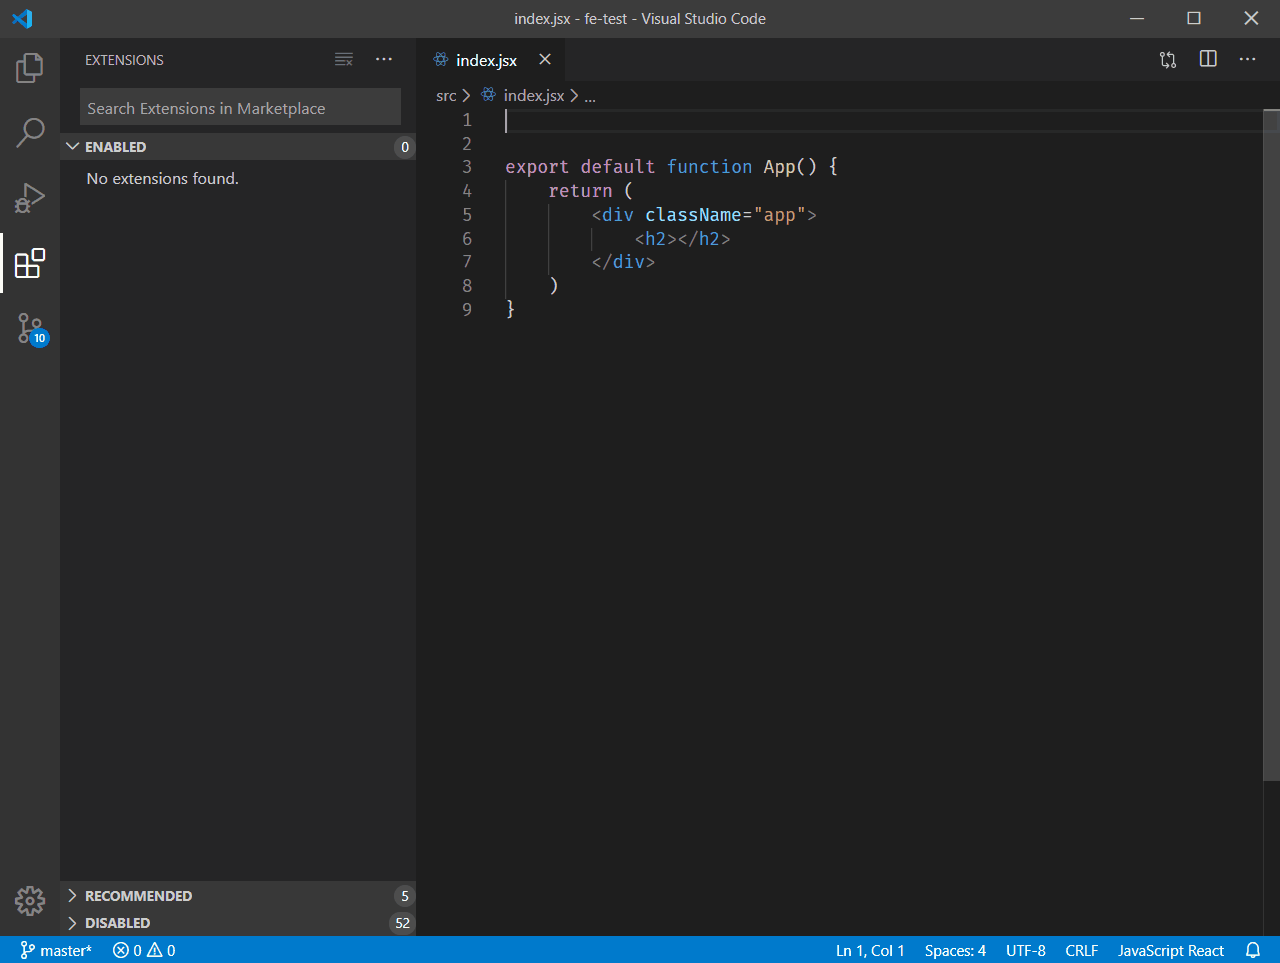 index.jsx - fe-test - Visual Studio Code
EXTENSIONS
Search Extensions in Marketplace
ENABLED 0
No extensions found.
10
RECOMMENDED 5
DISABLED 52
index.jsx
src > index.jsx > ...
1
2
3 export default function App() {
4     return (
5         <div className="app">
6             <h2></h2>
7         </div>
8     )
9 }
master* 0 0 Ln 1, Col 1 Spaces: 4 UTF-8 CRLF JavaScript React